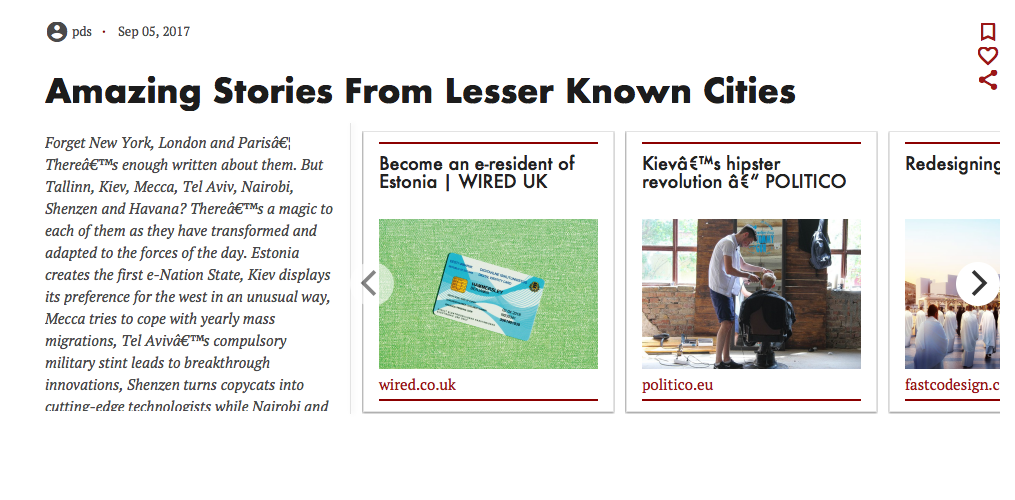 pds · Sep 05, 2017
Amazing Stories From Lesser Known Cities
Forget New York, London and Parisâ€¦
Thereâ€™s enough written about them. But
Tallinn, Kiev, Mecca, Tel Aviv, Nairobi,
Shenzen and Havana? Thereâ€™s a magic to
each of them as they have transformed and
adapted to the forces of the day. Estonia
creates the first e-Nation State, Kiev displays
its preference for the west in an unusual way,
Mecca tries to cope with yearly mass
migrations, Tel Avivâ€™s compulsory
military stint leads to breakthrough
innovations, Shenzen turns copycats into
cutting-edge technologists while Nairobi and
Become an e-resident of
Estonia | WIRED UK
wired.co.uk
Kievâ€™s hipster
revolution â€“ POLITICO
politico.eu
Redesigning
fastcodesign.c